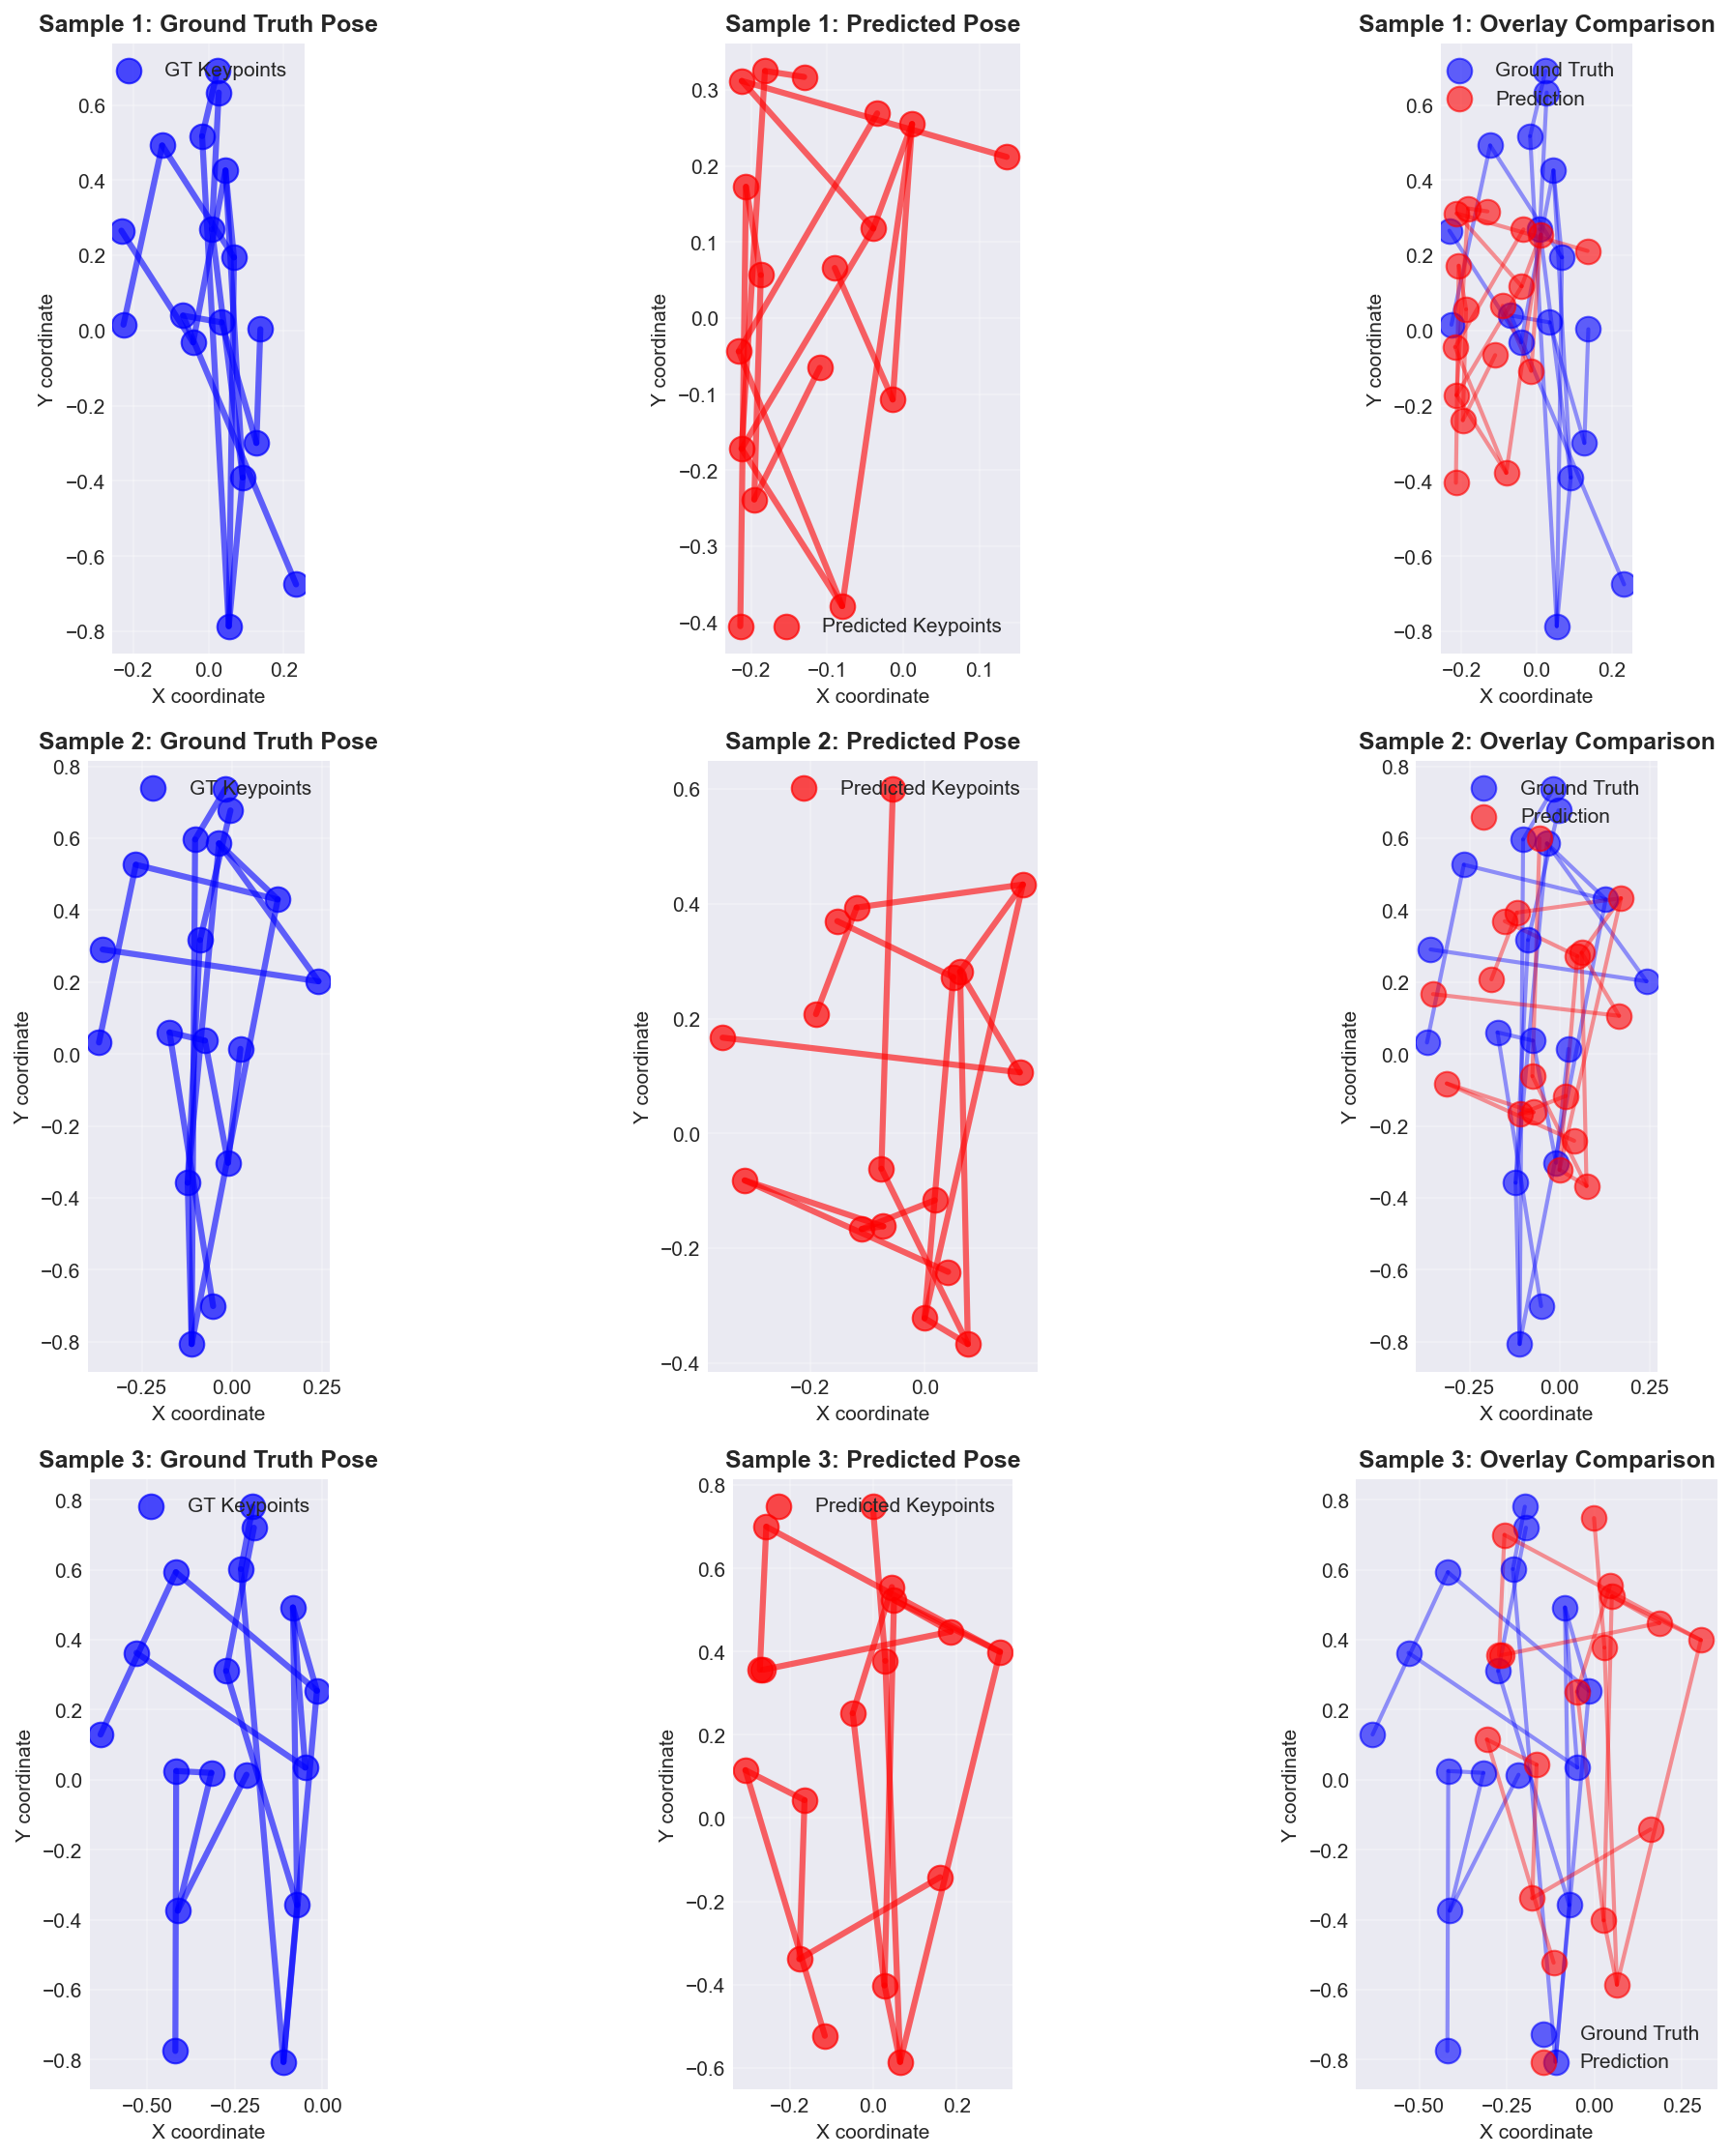 Sample 1: Ground Truth Pose
GT Keypoints
0.6
0.4
0.2
0.0
−0.2
−0.4
−0.6
−0.8
Y coordinate
−0.2 0.0 0.2
X coordinate
Sample 1: Predicted Pose
0.3
0.2
0.1
0.0
−0.1
−0.2
−0.3
−0.4
Y coordinate
Predicted Keypoints
−0.2 −0.1 0.0 0.1
X coordinate
Sample 1: Overlay Comparison
Ground Truth
Prediction
0.6
0.4
0.2
0.0
−0.2
−0.4
−0.6
−0.8
Y coordinate
−0.2 0.0 0.2
X coordinate
Sample 2: Ground Truth Pose
GT Keypoints
0.8
0.6
0.4
0.2
0.0
−0.2
−0.4
−0.6
−0.8
Y coordinate
−0.25 0.00 0.25
X coordinate
Sample 2: Predicted Pose
Predicted Keypoints
0.6
0.4
0.2
0.0
−0.2
−0.4
Y coordinate
−0.2 0.0
X coordinate
Sample 2: Overlay Comparison
Ground Truth
Prediction
0.8
0.6
0.4
0.2
0.0
−0.2
−0.4
−0.6
−0.8
Y coordinate
−0.25 0.00 0.25
X coordinate
Sample 3: Ground Truth Pose
GT Keypoints
0.8
0.6
0.4
0.2
0.0
−0.2
−0.4
−0.6
−0.8
Y coordinate
−0.50 −0.25 0.00
X coordinate
Sample 3: Predicted Pose
Predicted Keypoints
0.8
0.6
0.4
0.2
0.0
−0.2
−0.4
−0.6
Y coordinate
−0.2 0.0 0.2
X coordinate
Sample 3: Overlay Comparison
0.8
0.6
0.4
0.2
0.0
−0.2
−0.4
−0.6
−0.8
Y coordinate
Ground Truth
Prediction
−0.50 −0.25 0.00 0.25
X coordinate